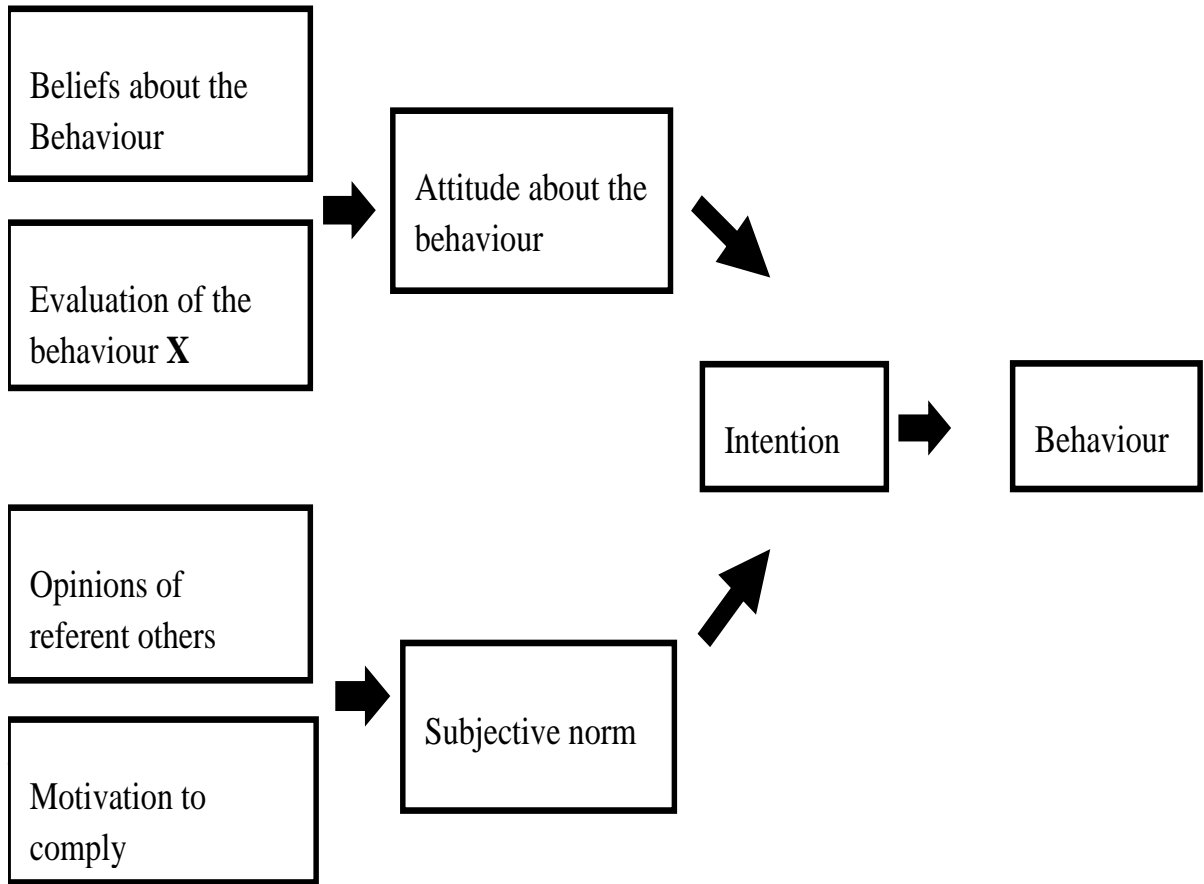 Beliefs about the
Behaviour
Evaluation of the
behaviour X
Attitude about the
behaviour
Opinions of
referent others
Motivation to
comply
Subjective norm
Intention
Behaviour